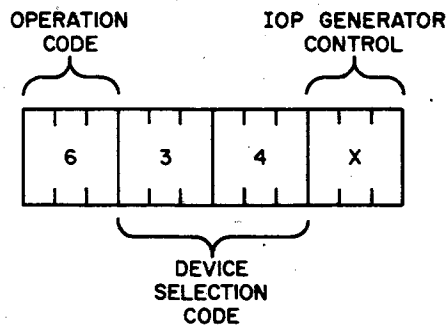 OPERATION
CODE
IOP GENERATOR
CONTROL
6 3 4 X
DEVICE
SELECTION
CODE